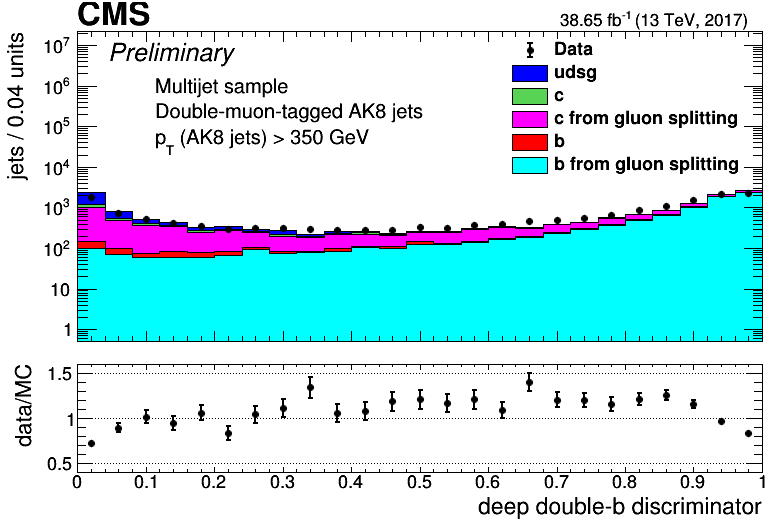 CMS
38.65 fb⁻¹ (13 TeV, 2017)
Preliminary
Multijet sample
Double-muon-tagged AK8 jets
p_T (AK8 jets) > 350 GeV
Data
udsg
c
c from gluon splitting
b
b from gluon splitting
jets / 0.04 units
10⁷
10⁶
10⁵
10⁴
10³
10²
10
1
data/MC
1.5
1
0.5
0 0.1 0.2 0.3 0.4 0.5 0.6 0.7 0.8 0.9 1
deep double-b discriminator